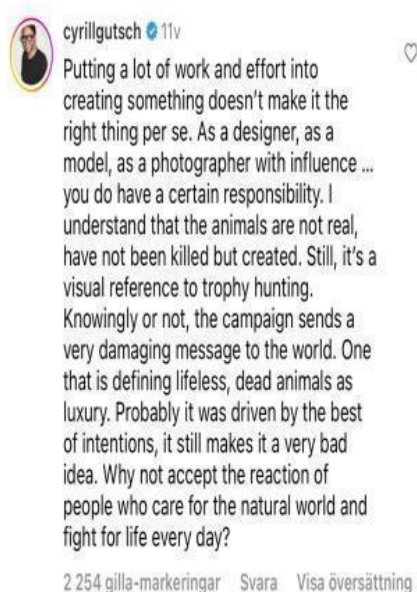 cyrillgutsch 11v
Putting a lot of work and effort into
creating something doesn't make it the
right thing per se. As a designer, as a
model, as a photographer with influence ...
you do have a certain responsibility. I
understand that the animals are not real,
have not been killed but created. Still, it's a
visual reference to trophy hunting.
Knowingly or not, the campaign sends a
very damaging message to the world. One
that is defining lifeless, dead animals as
luxury. Probably it was driven by the best
of intentions, it still makes it a very bad
idea. Why not accept the reaction of
people who care for the natural world and
fight for life every day?
2 254 gilla-markeringar Svara Visa översättning